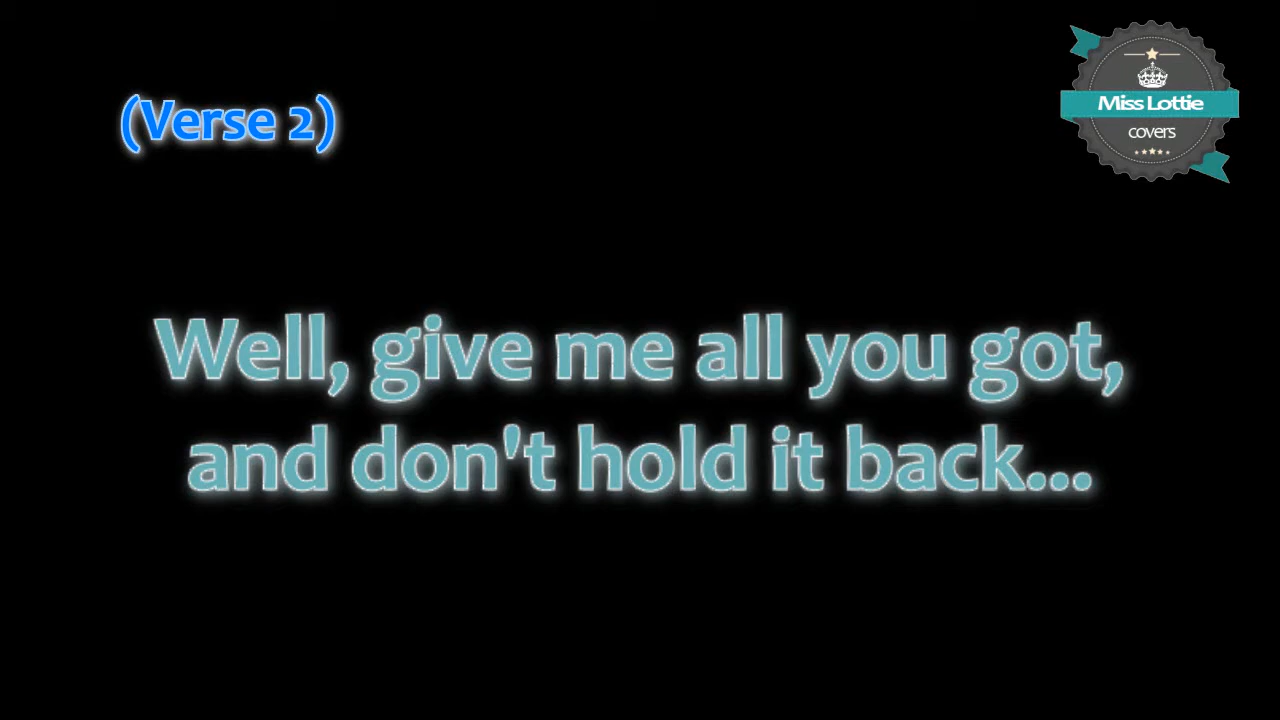 (Verse 2)
Miss Lottie
covers
Well, give me all you got,
and don't hold it back...